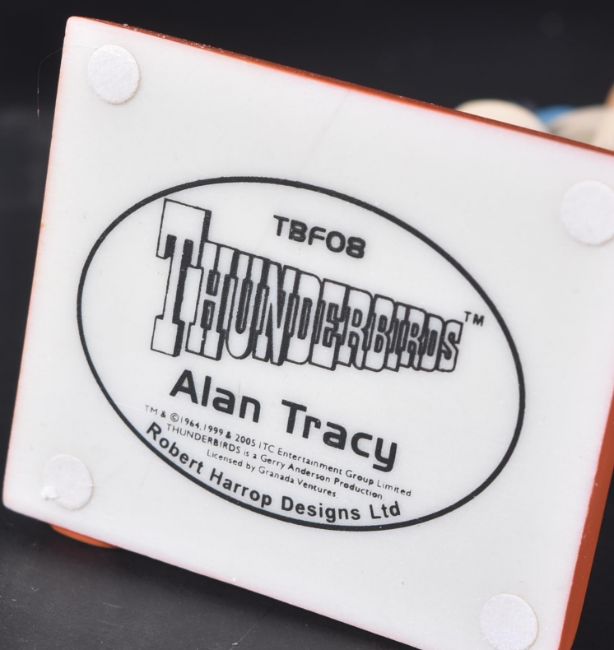 TBF08
THUNDERBIRDS™
Alan Tracy
TM & ©1964,1999 & 2005 ITC Entertainment Group Limited
THUNDERBIRDS is a Gerry Anderson Production
Licensed by Granada Ventures
Robert Harrop Designs Ltd